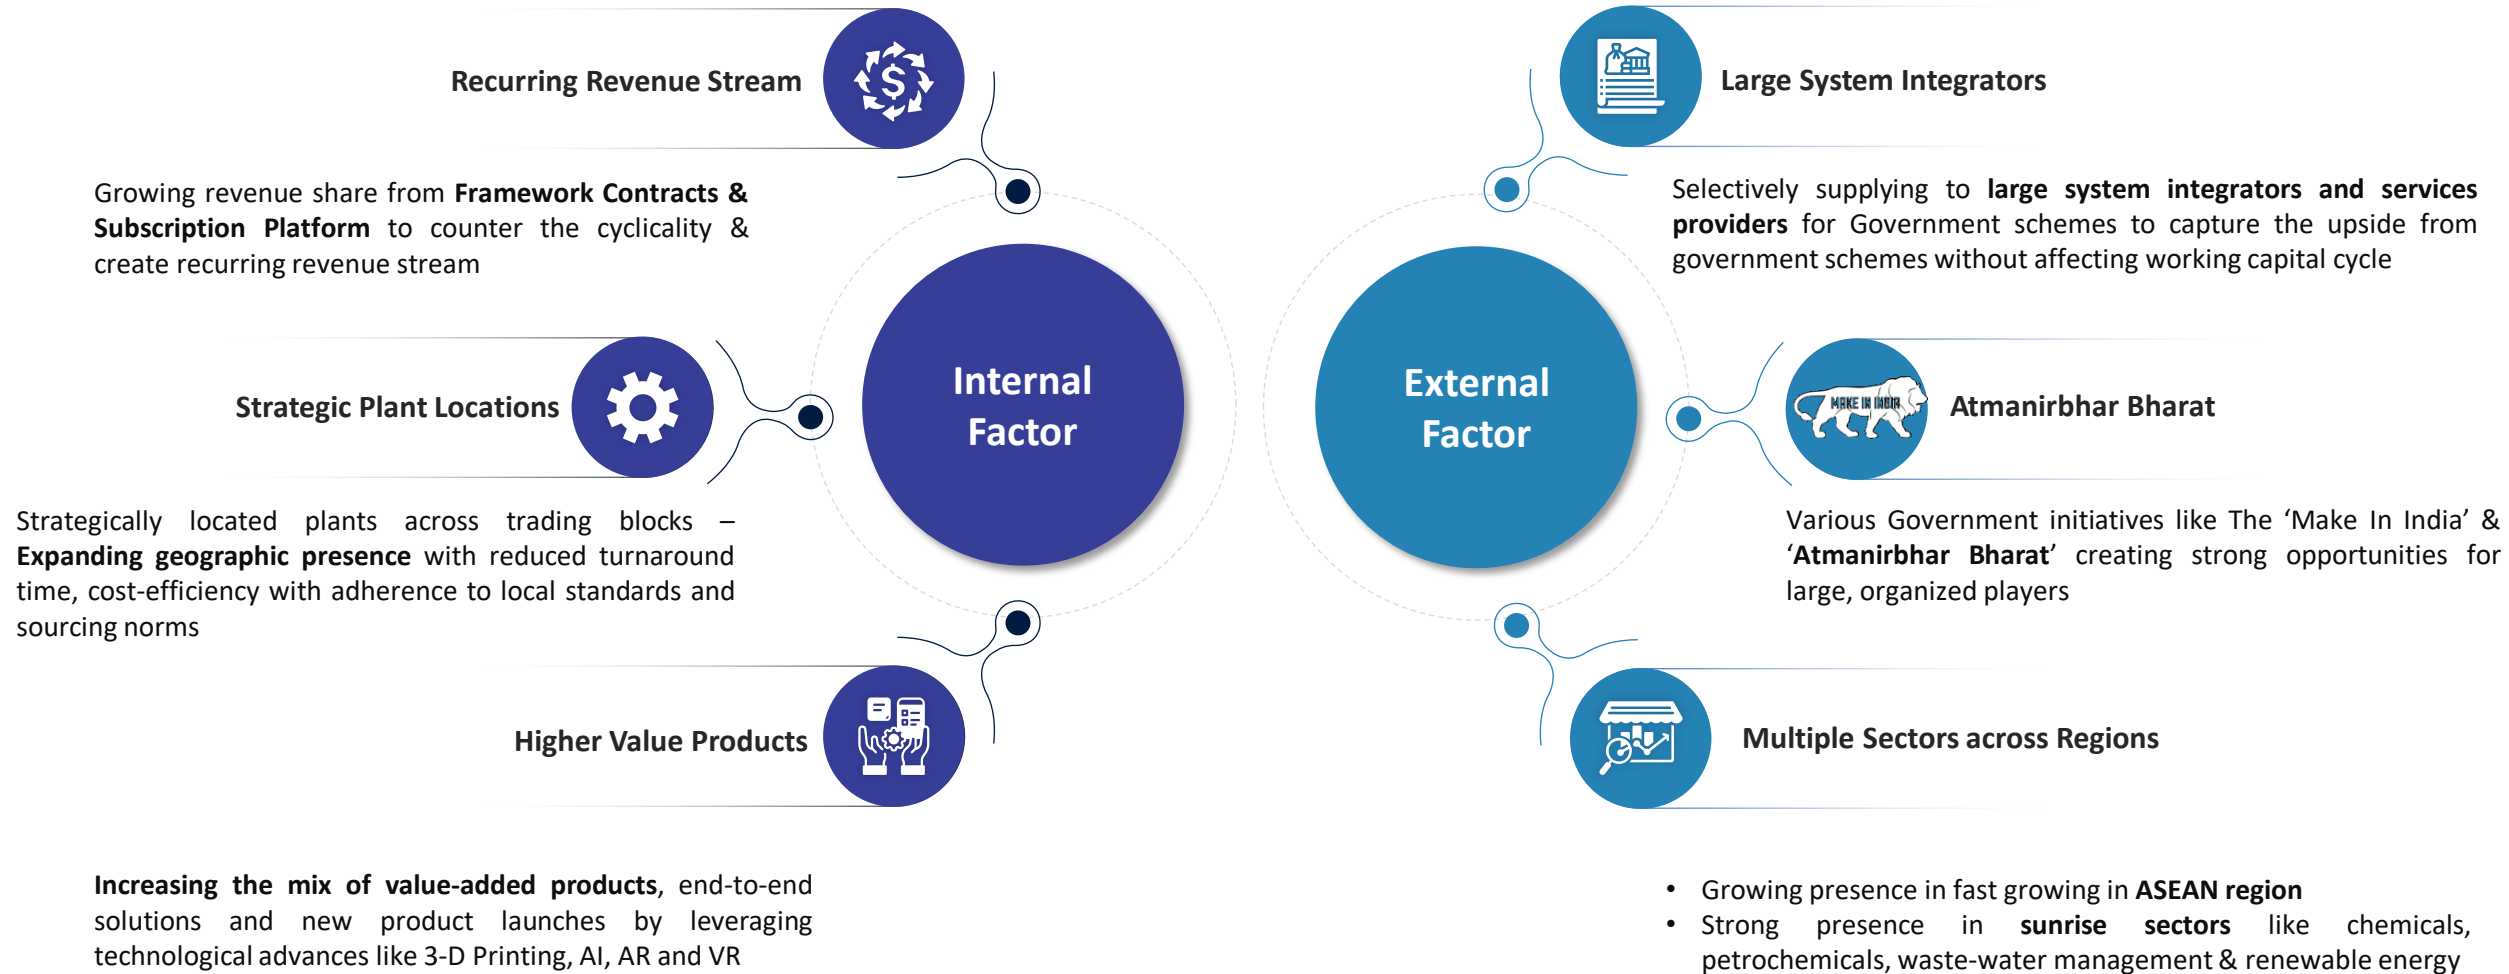 Recurring Revenue Stream
Growing revenue share from Framework Contracts &
Subscription Platform to counter the cyclicality &
create recurring revenue stream
Strategic Plant Locations
Strategically located plants across trading blocks –
Expanding geographic presence with reduced turnaround
time, cost-efficiency with adherence to local standards and
sourcing norms
Higher Value Products
Increasing the mix of value-added products, end-to-end
solutions and new product launches by leveraging
technological advances like 3-D Printing, AI, AR and VR
Internal
Factor
External
Factor
Large System Integrators
Selectively supplying to large system integrators and services
providers for Government schemes to capture the upside from
government schemes without affecting working capital cycle
MAKE IN INDIA
Atmanirbhar Bharat
Various Government initiatives like The ‘Make In India’ &
‘Atmanirbhar Bharat’ creating strong opportunities for
large, organized players
Multiple Sectors across Regions
• Growing presence in fast growing in ASEAN region
• Strong presence in sunrise sectors like chemicals,
petrochemicals, waste-water management & renewable energy